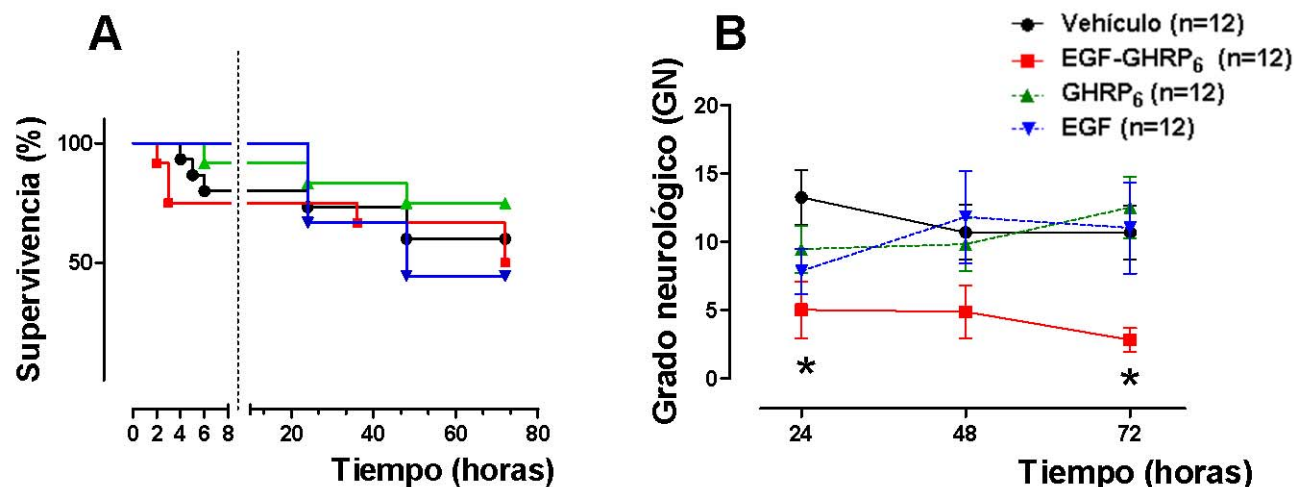 A
Supervivencia (%)
100
50
0 2 4 6 8 20 40 60 80
Tiempo (horas)
B
Vehículo (n=12)
EGF-GHRP6 (n=12)
GHRP6 (n=12)
EGF (n=12)
Grado neurológico (GN)
20
15
10
5
0
*
*
24 48 72
Tiempo (horas)